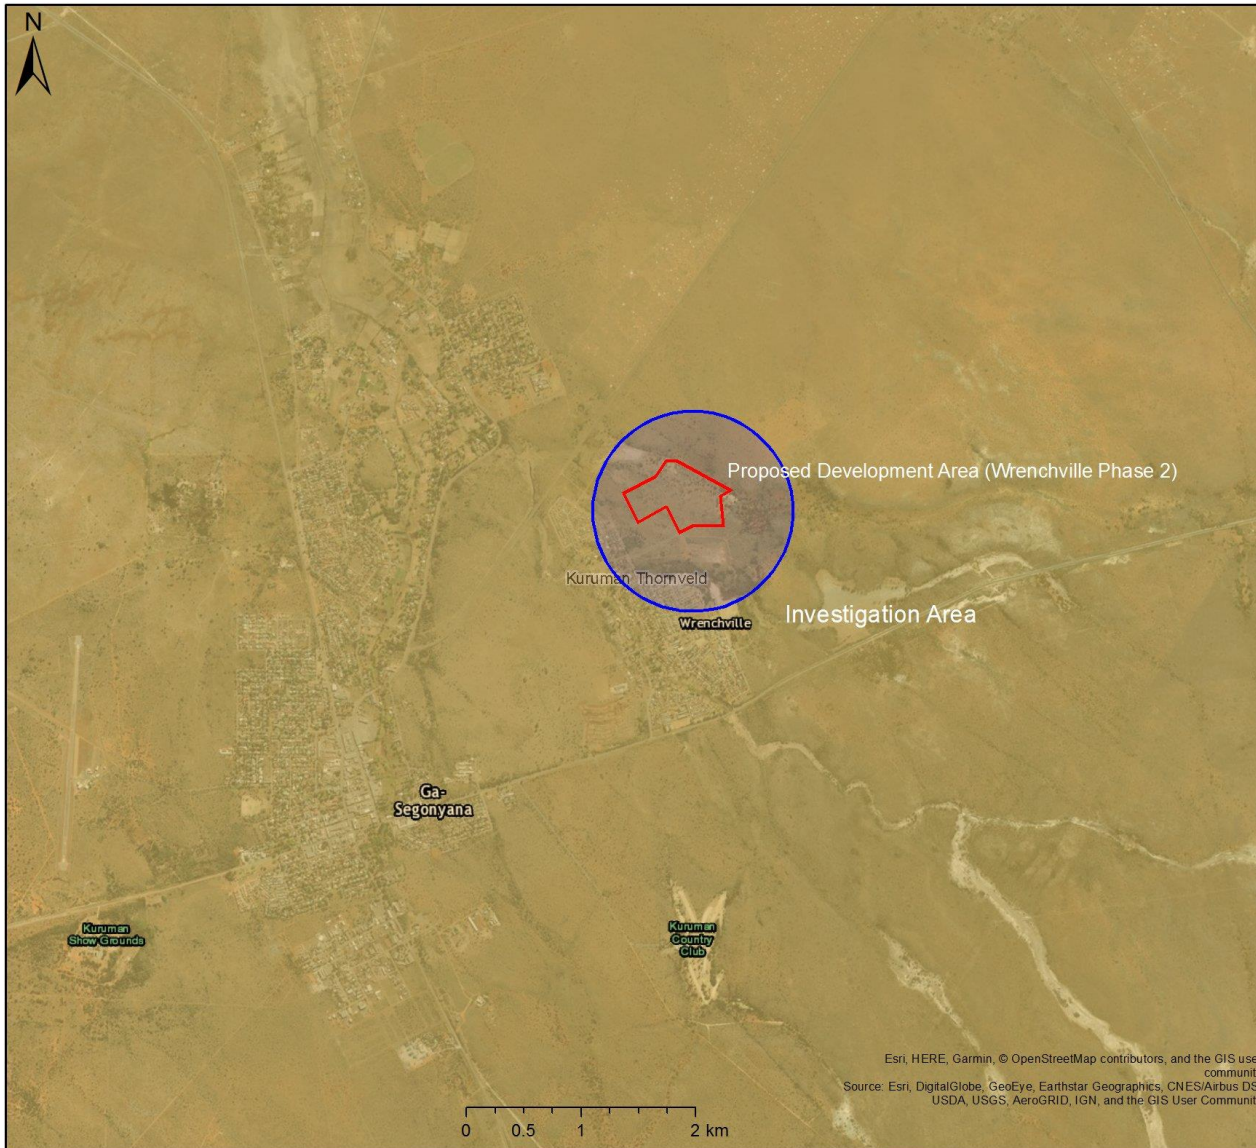 N
Proposed Development Area (Wrenchville Phase 2)
Kuruman Thornveld
Investigation Area
Wrenchville
Ga-
Segonyana
Kuruman
Show Grounds
Kuruman
Country
Club
Esri, HERE, Garmin, © OpenStreetMap contributors, and the GIS use
communit
Source: Esri, DigitalGlobe, GeoEye, Earthstar Geographics, CNES/Airbus DS
USDA, USGS, AeroGRID, IGN, and the GIS User Communit
0 0.5 1 2 km